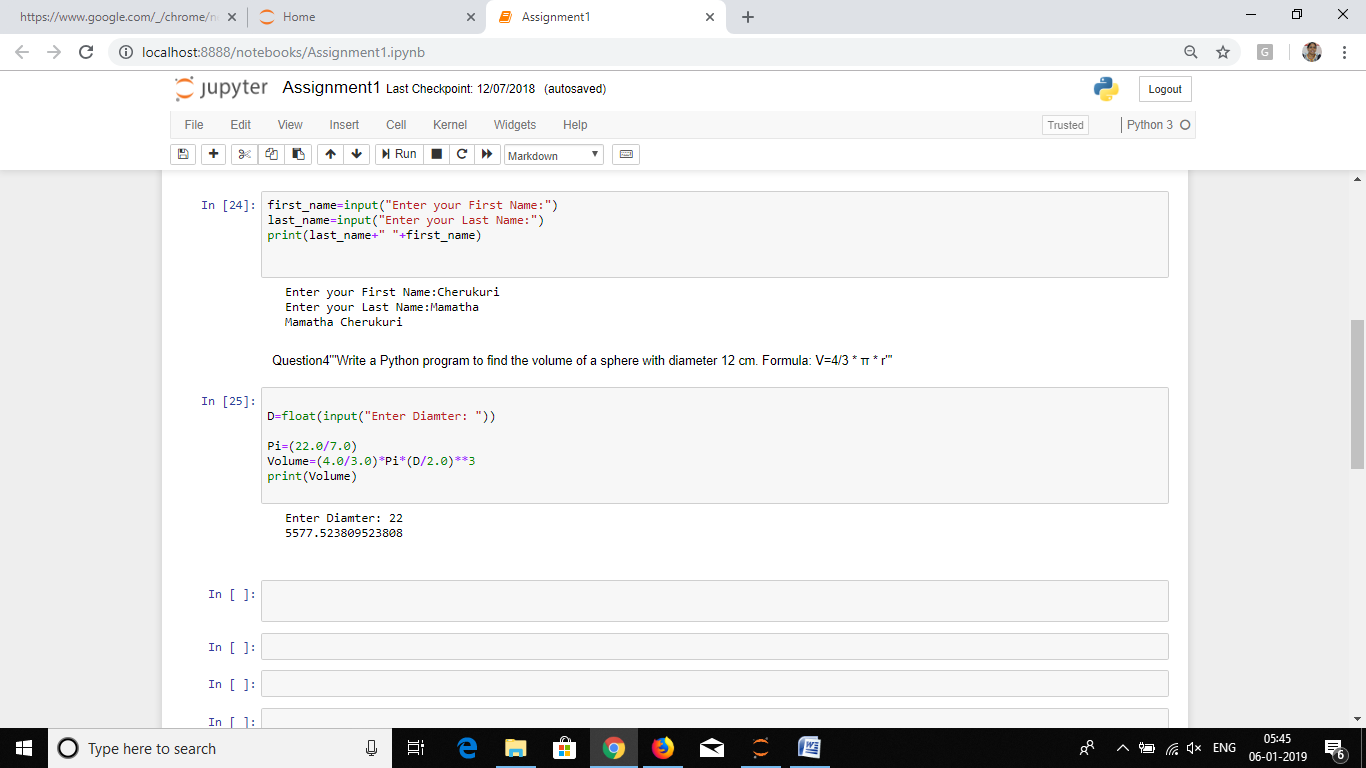 https://www.google.com/_/chrome/n
Home
Assignment1
localhost:8888/notebooks/Assignment1.ipynb
G
jupyter Assignment1 Last Checkpoint: 12/07/2018 (autosaved)
Logout
File Edit View Insert Cell Kernel Widgets Help
Trusted
Python 3
Run
Markdown
In [24]:
first_name=input("Enter your First Name:")
last_name=input("Enter your Last Name:")
print(last_name+" "+first_name)
Enter your First Name:Cherukuri
Enter your Last Name:Mamatha
Mamatha Cherukuri
Question4'''Write a Python program to find the volume of a sphere with diameter 12 cm. Formula: V=4/3 * π * r'''
In [25]:
D=float(input("Enter Diamter: "))
Pi=(22.0/7.0)
Volume=(4.0/3.0)*Pi*(D/2.0)**3
print(Volume)
Enter Diamter: 22
5577.523809523808
In [ ]:
In [ ]:
In [ ]:
In [ ]:
Type here to search
ENG
05:45
06-01-2019
6